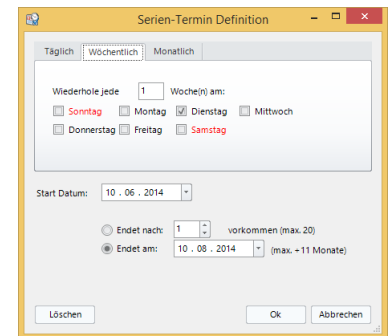 Serien-Termin Definition
Täglich Wöchentlich Monatlich
Wiederhole jede 1 Woche(n) am:
Sonntag Montag Dienstag Mittwoch
Donnerstag Freitag Samstag
Start Datum: 10 . 06 . 2014
Endet nach: 1 vorkommen (max. 20)
Endet am: 10 . 08 . 2014 (max. +11 Monate)
Löschen Ok Abbrechen